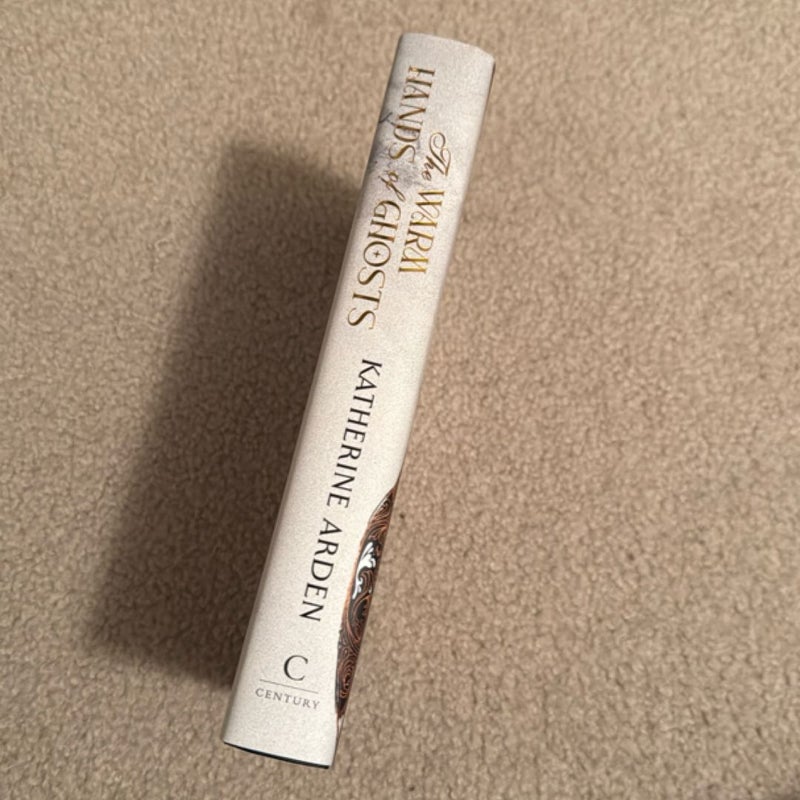 The WARM
HANDS of GHOSTS
KATHERINE ARDEN
C
CENTURY